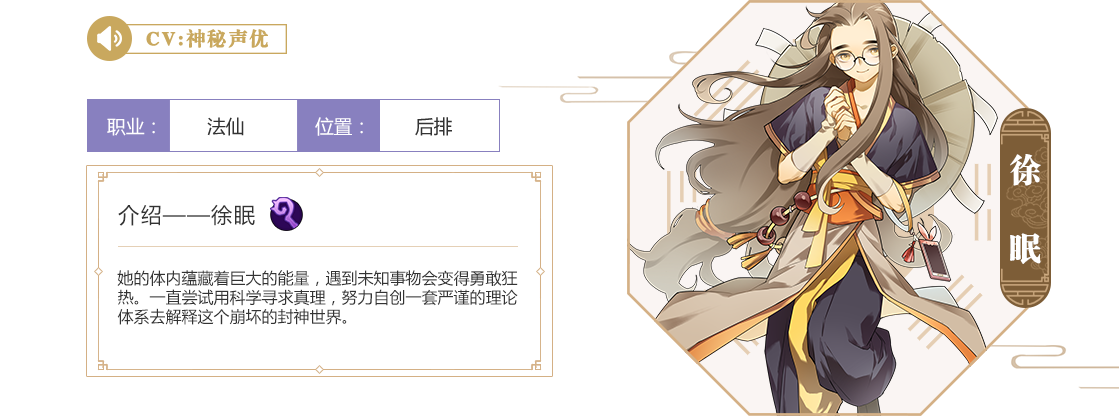 CV:神秘声优
职业： 法仙 位置： 后排
介绍——徐眠
她的体内蕴藏着巨大的能量，遇到未知事物会变得勇敢狂
热。一直尝试用科学寻求真理，努力自创一套严谨的理论
体系去解释这个崩坏的封神世界。
徐眠